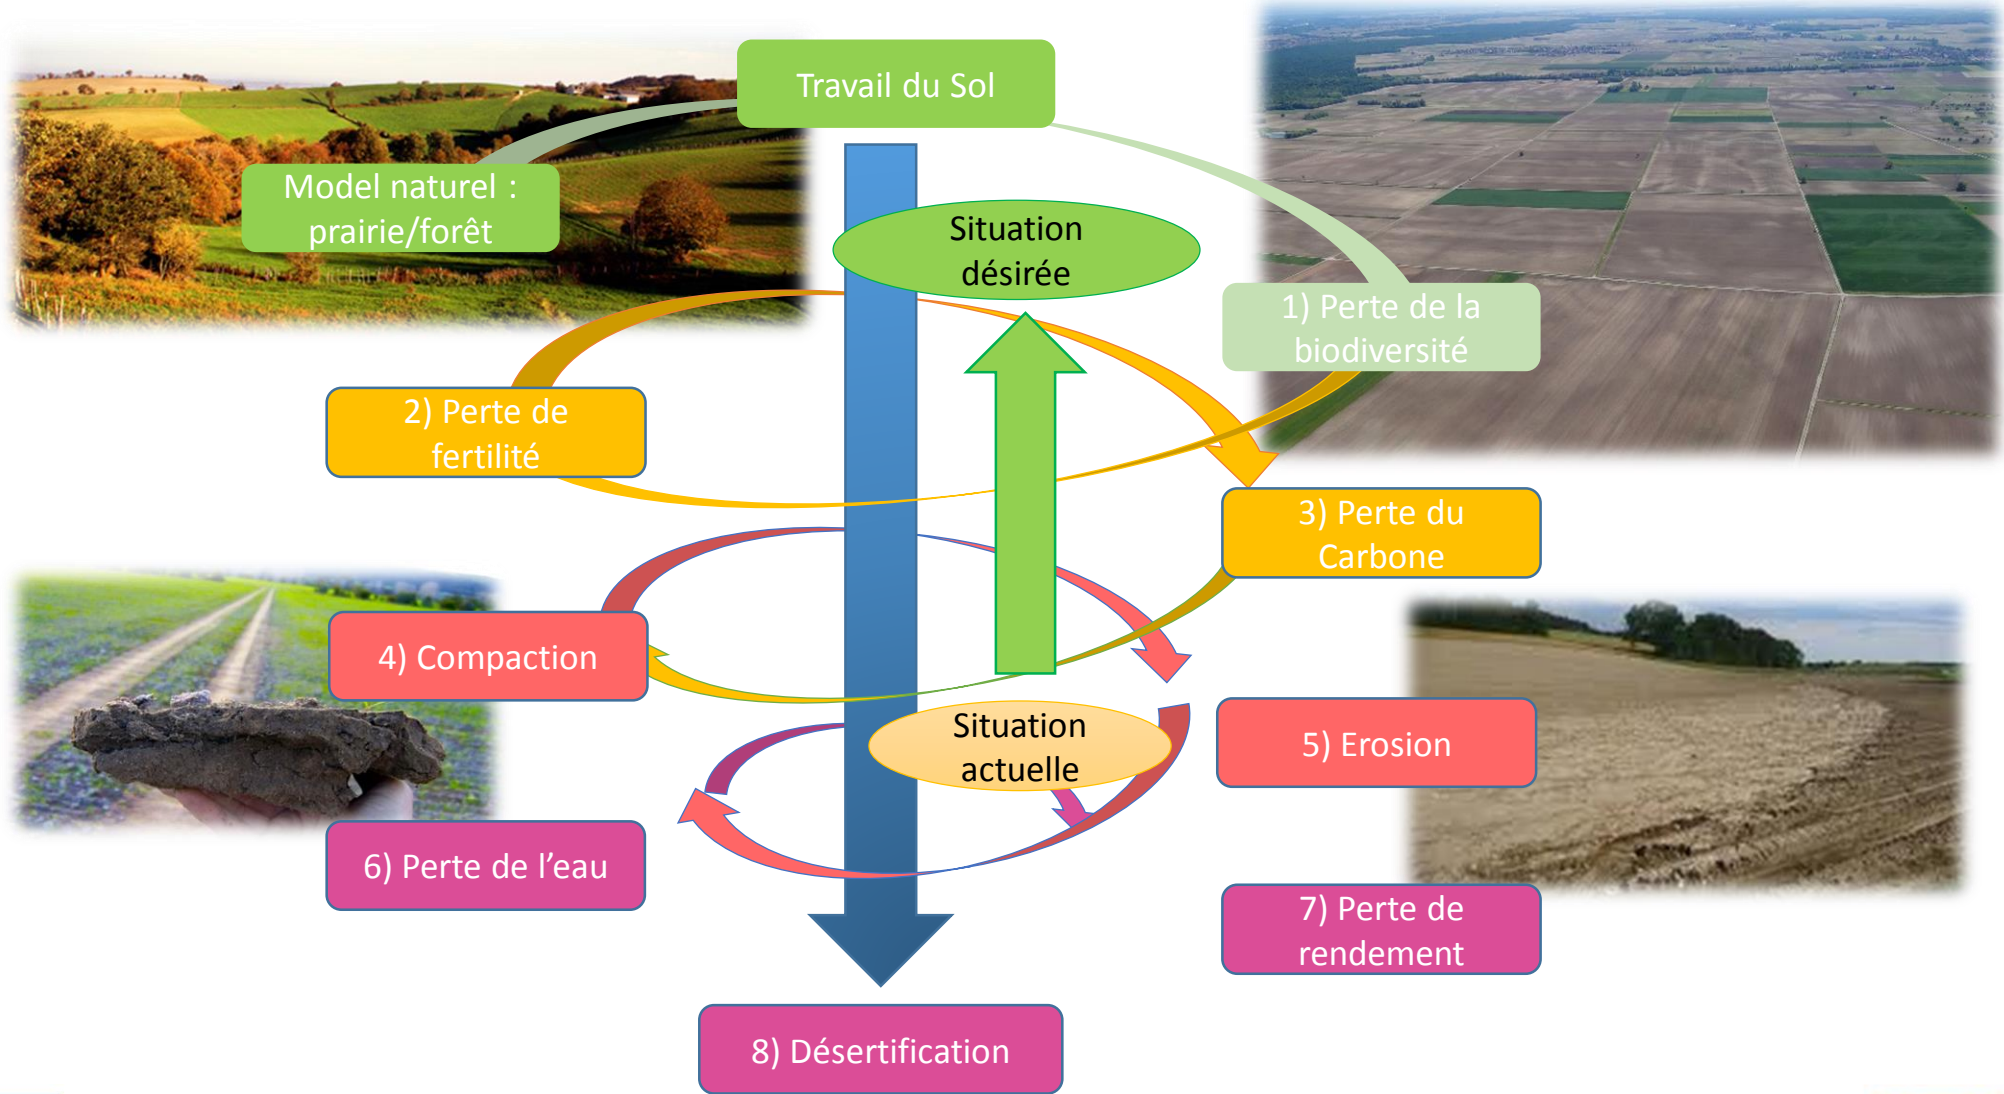 Travail du Sol
Model naturel :
prairie/forêt
Situation
désirée
1) Perte de la
biodiversité
2) Perte de
fertilité
3) Perte du
Carbone
4) Compaction
Situation
actuelle
5) Erosion
6) Perte de l’eau
7) Perte de
rendement
8) Désertification